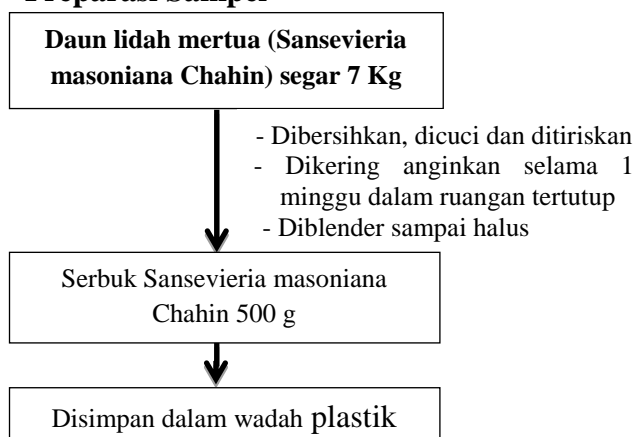 Preparasi Sampel
Daun lidah mertua (Sansevieria
masoniana Chahin) segar 7 Kg
- Dibersihkan, dicuci dan ditiriskan
- Dikering anginkan selama 1
minggu dalam ruangan tertutup
- Diblender sampai halus
Serbuk Sansevieria masoniana
Chahin 500 g
Disimpan dalam wadah plastik